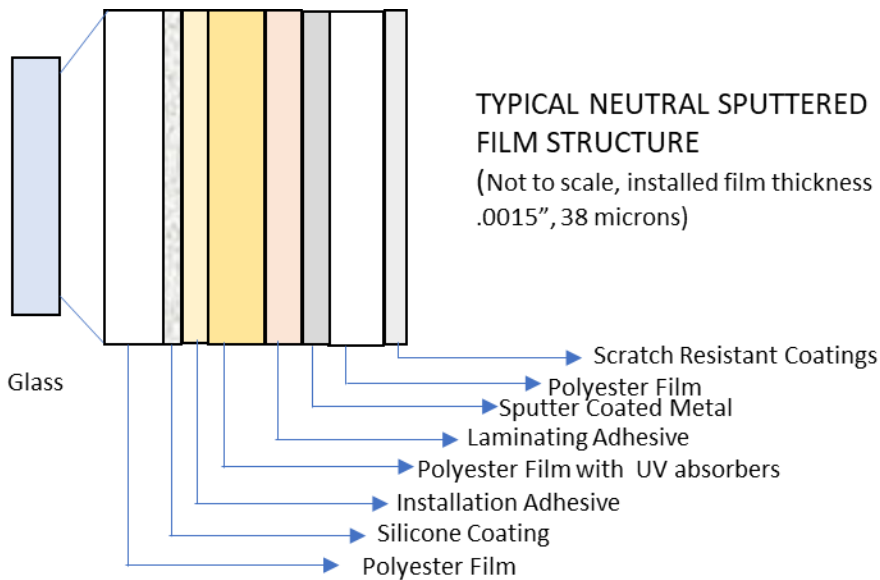 TYPICAL NEUTRAL SPUTTERED
FILM STRUCTURE
(Not to scale, installed film thickness
.0015”, 38 microns)
Scratch Resistant Coatings
Glass
Polyester Film
Sputter Coated Metal
Laminating Adhesive
Polyester Film with UV absorbers
Installation Adhesive
Silicone Coating
Polyester Film